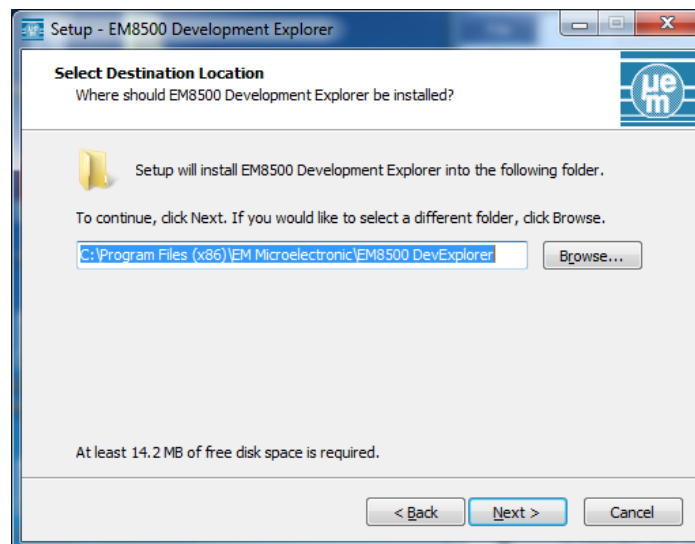 Setup - EM8500 Development Explorer
Select Destination Location
Where should EM8500 Development Explorer be installed?
μe
m
Setup will install EM8500 Development Explorer into the following folder.
To continue, click Next. If you would like to select a different folder, click Browse.
C:\Program Files (x86)\EM Microelectronic\EM8500 DevExplorer
Browse...
At least 14.2 MB of free disk space is required.
< Back
Next >
Cancel